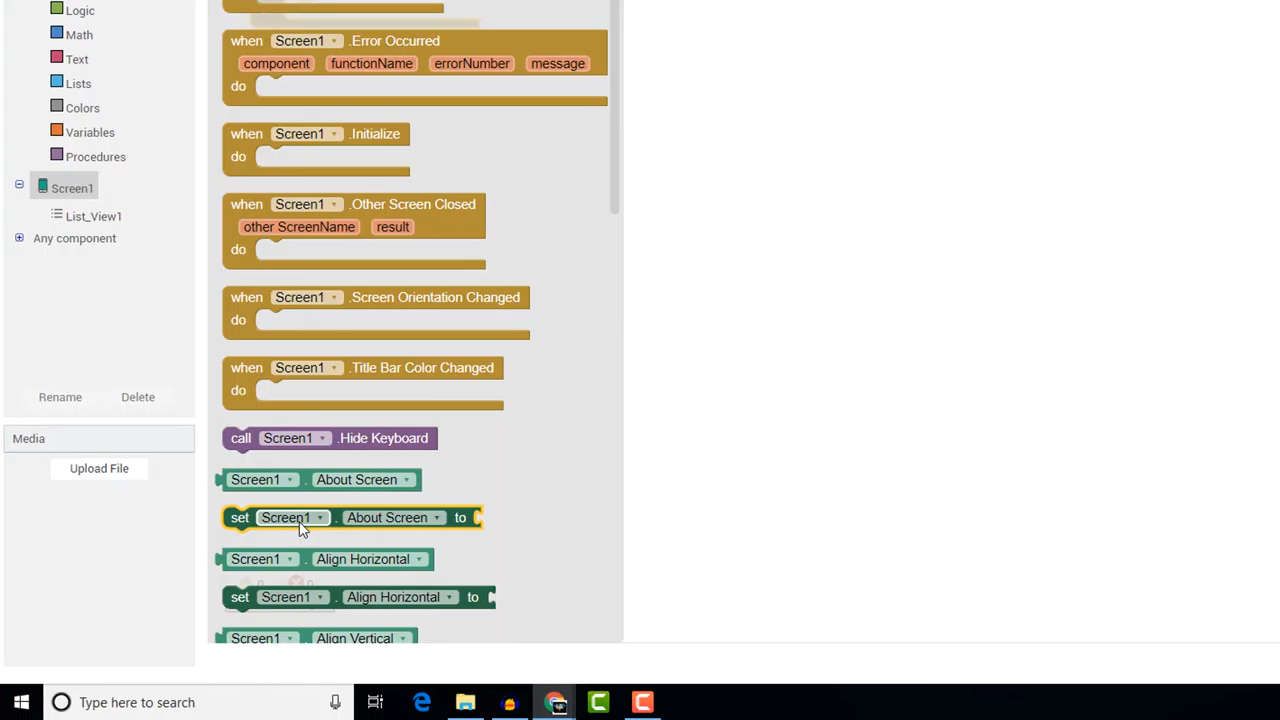 Logic
Math
Text
Lists
Colors
Variables
Procedures
Screen1
List_View1
Any component
Rename Delete
Media
Upload File
when Screen1 .Error Occurred
component functionName errorNumber message
do
when Screen1 .Initialize
do
when Screen1 .Other Screen Closed
other ScreenName result
do
when Screen1 .Screen Orientation Changed
do
when Screen1 .Title Bar Color Changed
do
call Screen1 .Hide Keyboard
Screen1 . About Screen
set Screen1 . About Screen to
Screen1 . Align Horizontal
0 0
set Screen1 . Align Horizontal to
Screen1 . Align Vertical
Type here to search